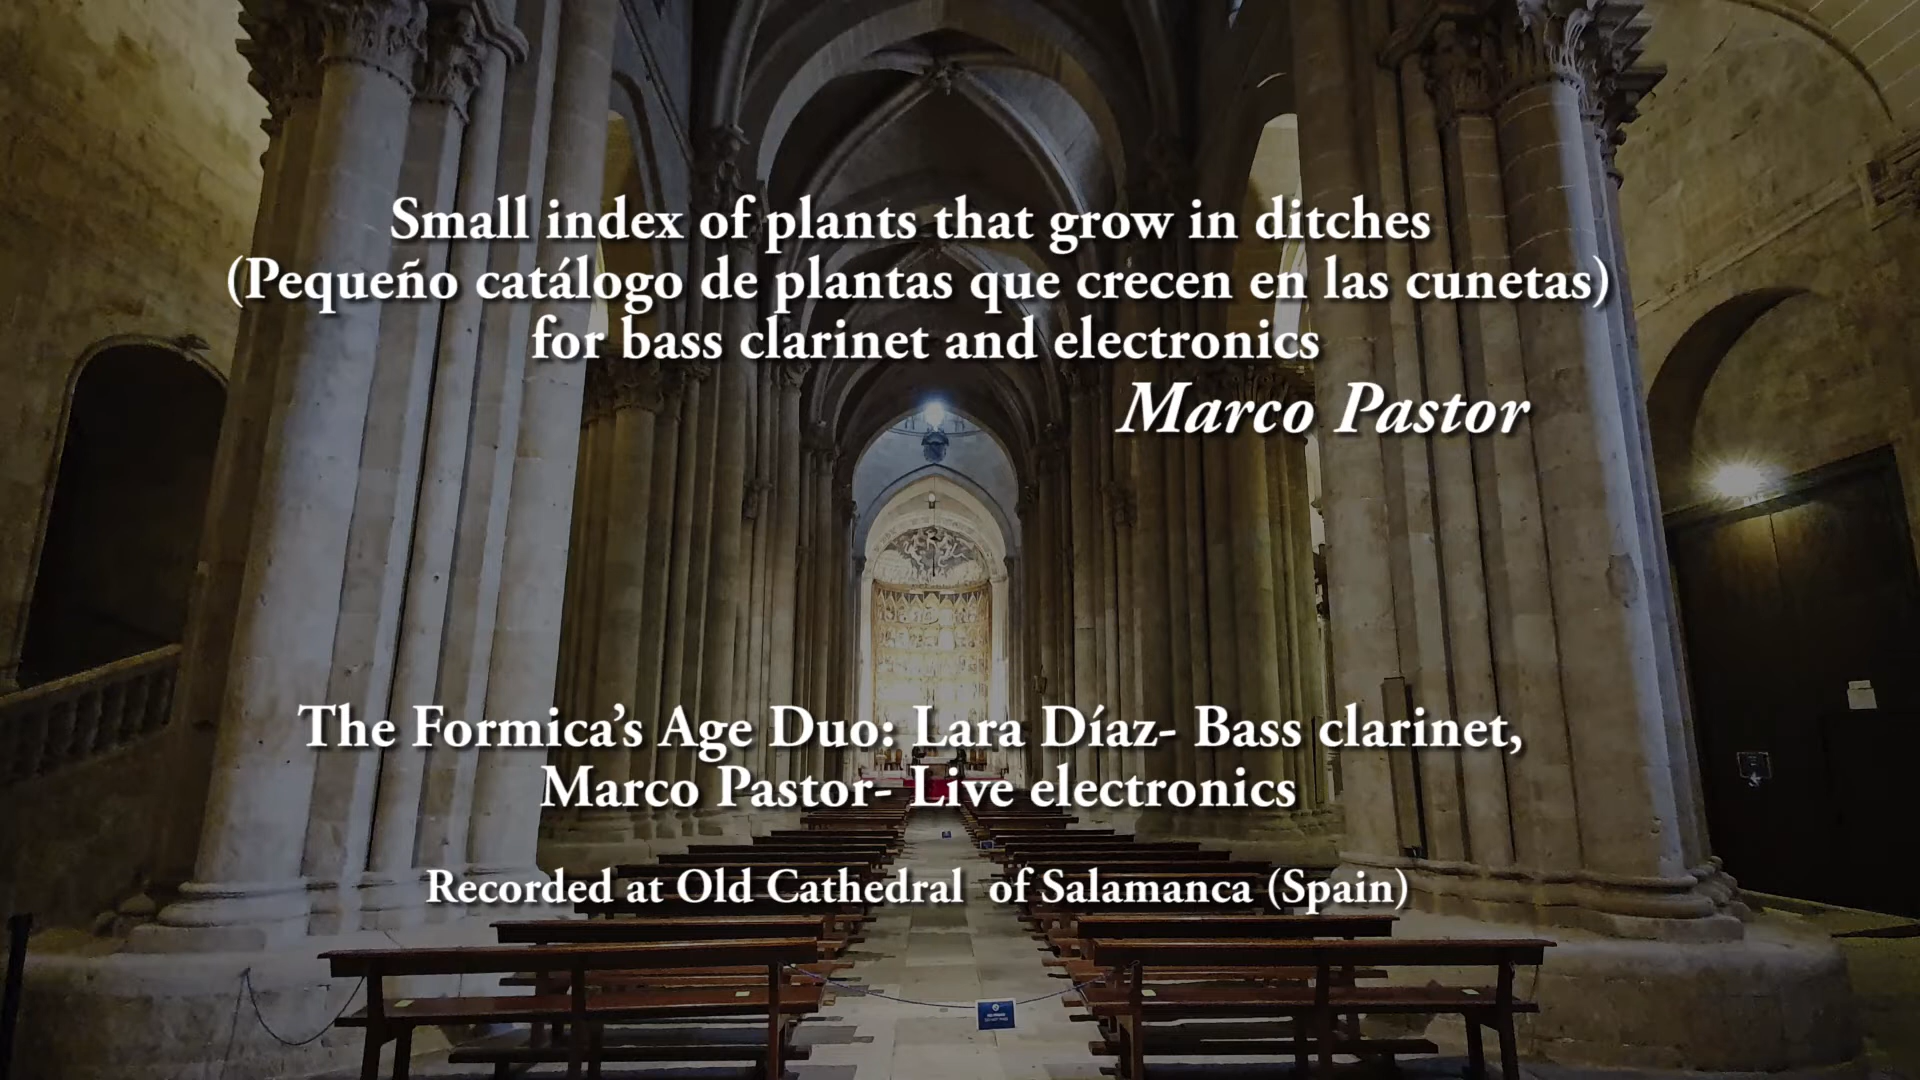 Small index of plants that grow in ditches
(Pequeño catálogo de plantas que crecen en las cunetas)
for bass clarinet and electronics
Marco Pastor
The Formica’s Age Duo: Lara Díaz- Bass clarinet,
Marco Pastor- Live electronics
Recorded at Old Cathedral  of Salamanca (Spain)